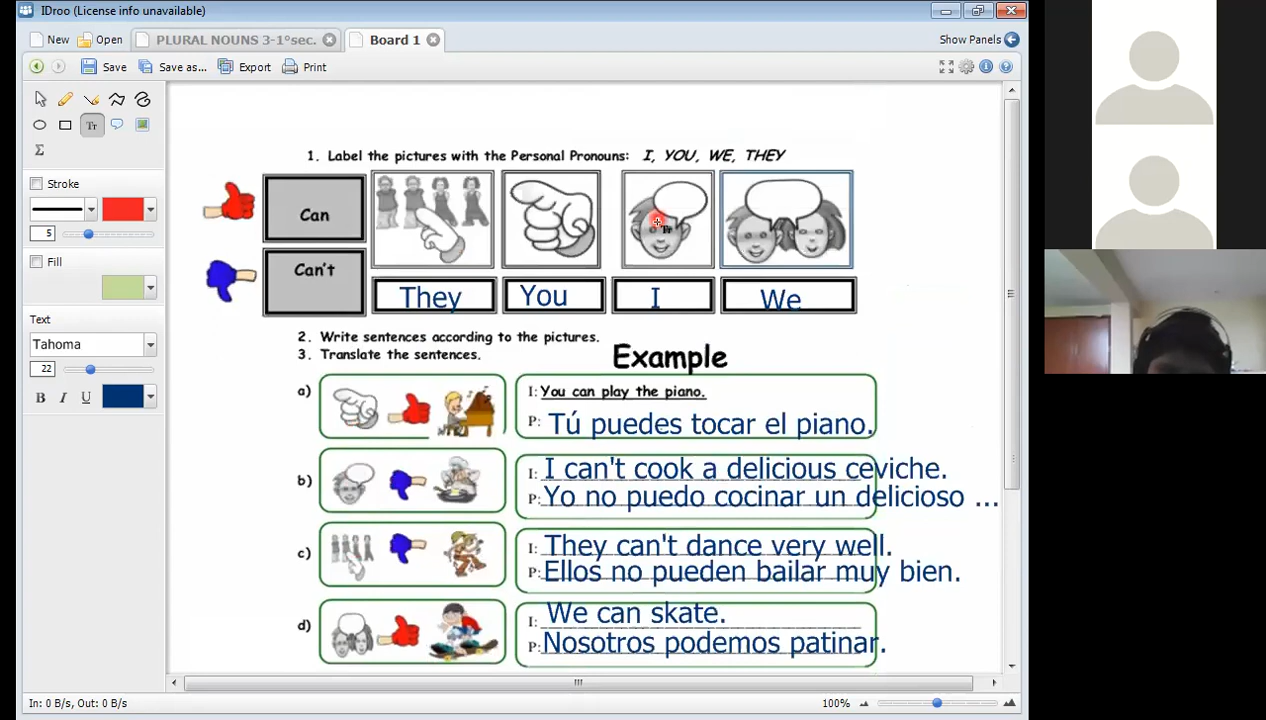 IDroo (License info unavailable)
New Open PLURAL NOUNS 3-1°sec. Board 1 Show Panels
Save Save as... Export Print
Tr
Σ
Stroke
5
Fill
Text
Tahoma
22
B I U
1. Label the pictures with the Personal Pronouns: I, YOU, WE, THEY
Can
Can't
They You I We
2. Write sentences according to the pictures.
3. Translate the sentences.
Example
a) I: You can play the piano.
P: Tú puedes tocar el piano.
b) I: I can't cook a delicious ceviche.
P: Yo no puedo cocinar un delicioso ...
c) I: They can't dance very well.
P: Ellos no pueden bailar muy bien.
d) I: We can skate.
P: Nosotros podemos patinar.
In: 0 B/s, Out: 0 B/s 100%